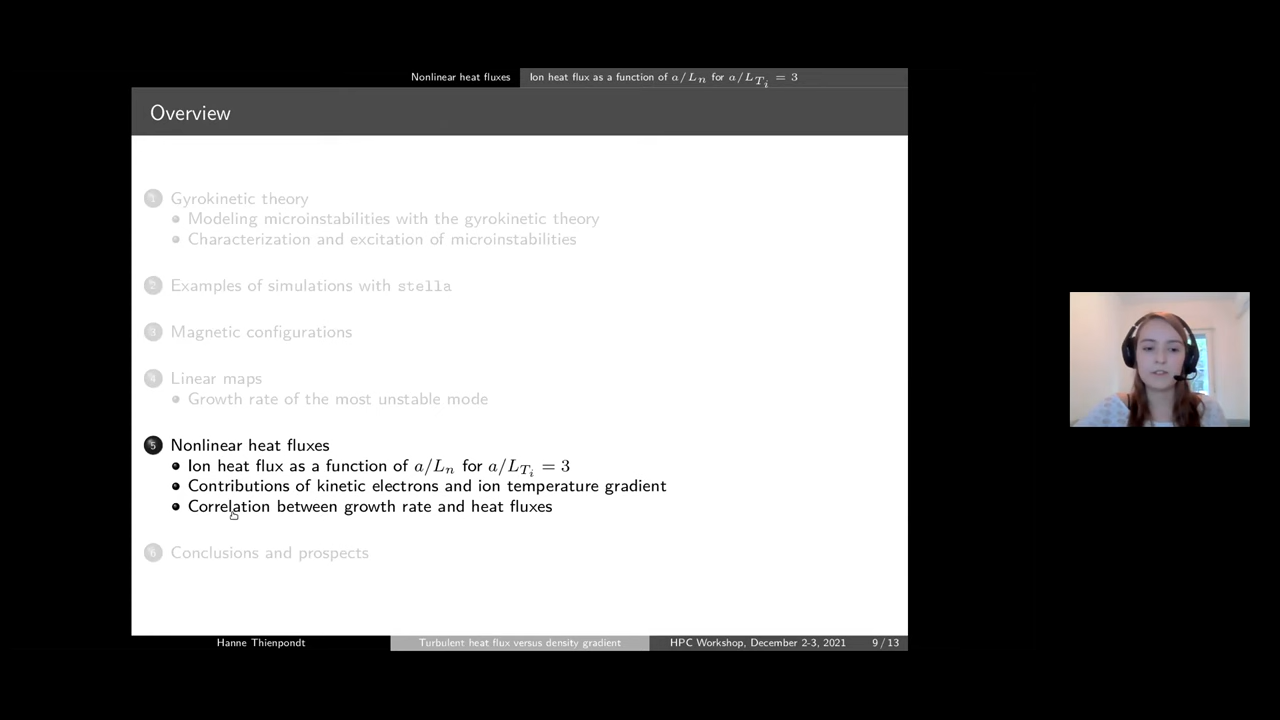 Nonlinear heat fluxes Ion heat flux as a function of a/L_n for a/L_{T_i} = 3
Overview
1 Gyrokinetic theory
Modeling microinstabilities with the gyrokinetic theory
Characterization and excitation of microinstabilities
2 Examples of simulations with stella
3 Magnetic configurations
4 Linear maps
Growth rate of the most unstable mode
5 Nonlinear heat fluxes
Ion heat flux as a function of a/L_n for a/L_{T_i} = 3
Contributions of kinetic electrons and ion temperature gradient
Correlation between growth rate and heat fluxes
6 Conclusions and prospects
Hanne Thienpondt Turbulent heat flux versus density gradient HPC Workshop, December 2-3, 2021 9 / 13